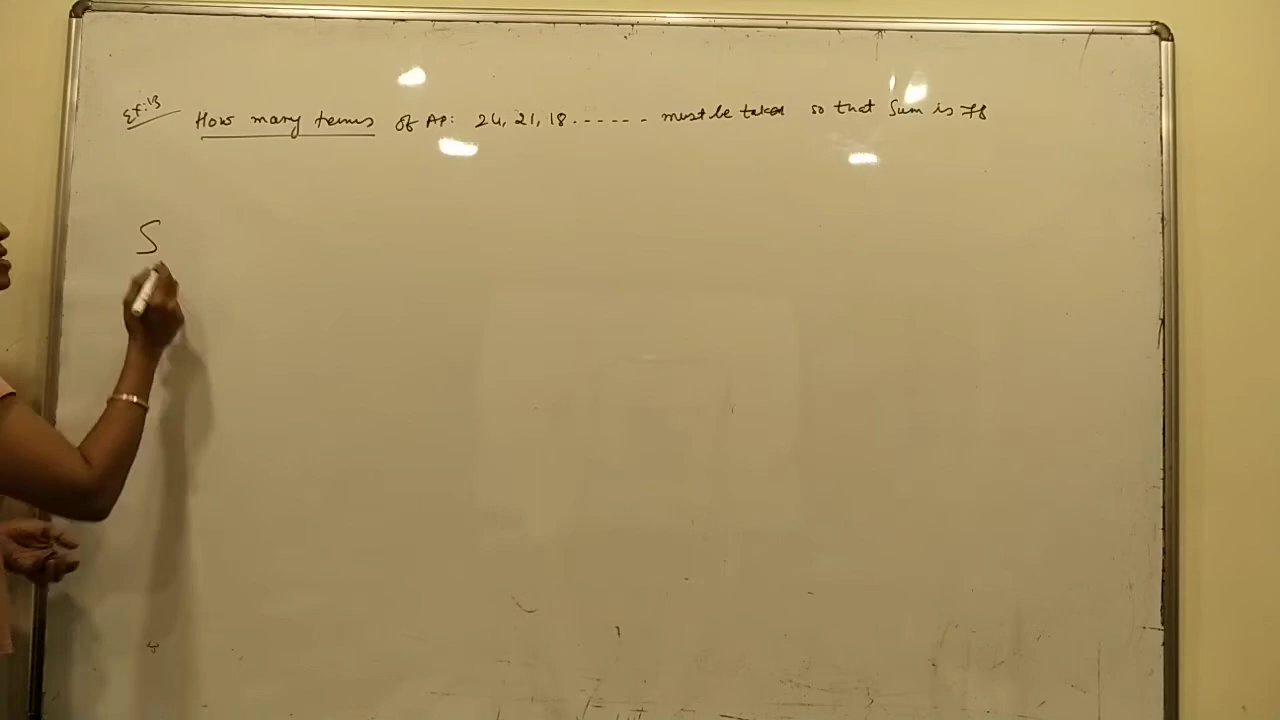 Ex:13 How many terms of AP: 24, 21, 18 ...... must be taken so that Sum is 78
S